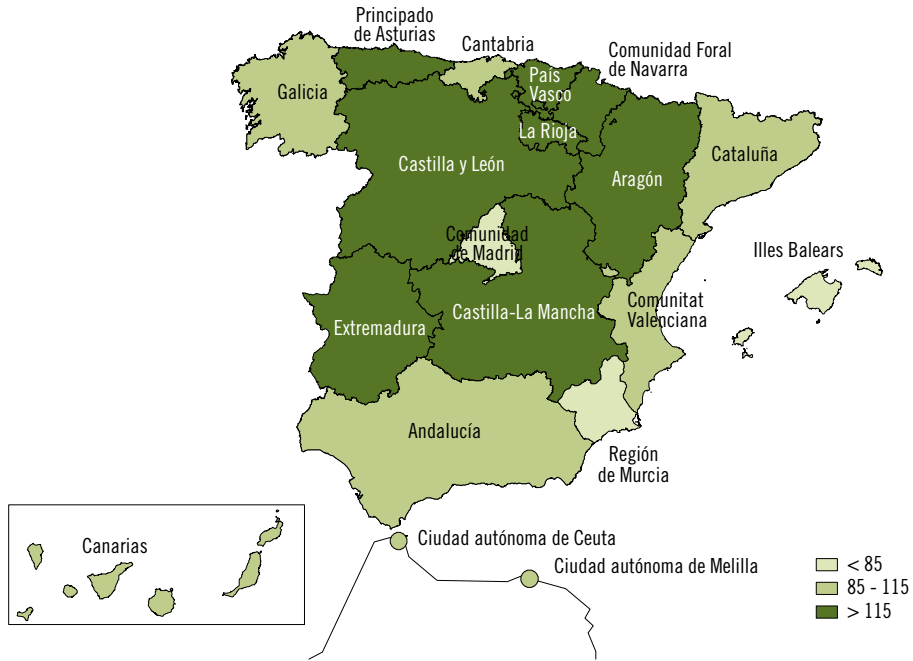 Principado
de Asturias
Cantabria
Comunidad Foral
de Navarra
Galicia
País
Vasco
La Rioja
Cataluña
Castilla y León
Aragón
Comunidad
de Madrid
Illes Balears
Comunitat
Valenciana
Castilla-La Mancha
Extremadura
Andalucía
Región
de Murcia
Canarias
Ciudad autónoma de Ceuta
Ciudad autónoma de Melilla
< 85
85 - 115
> 115